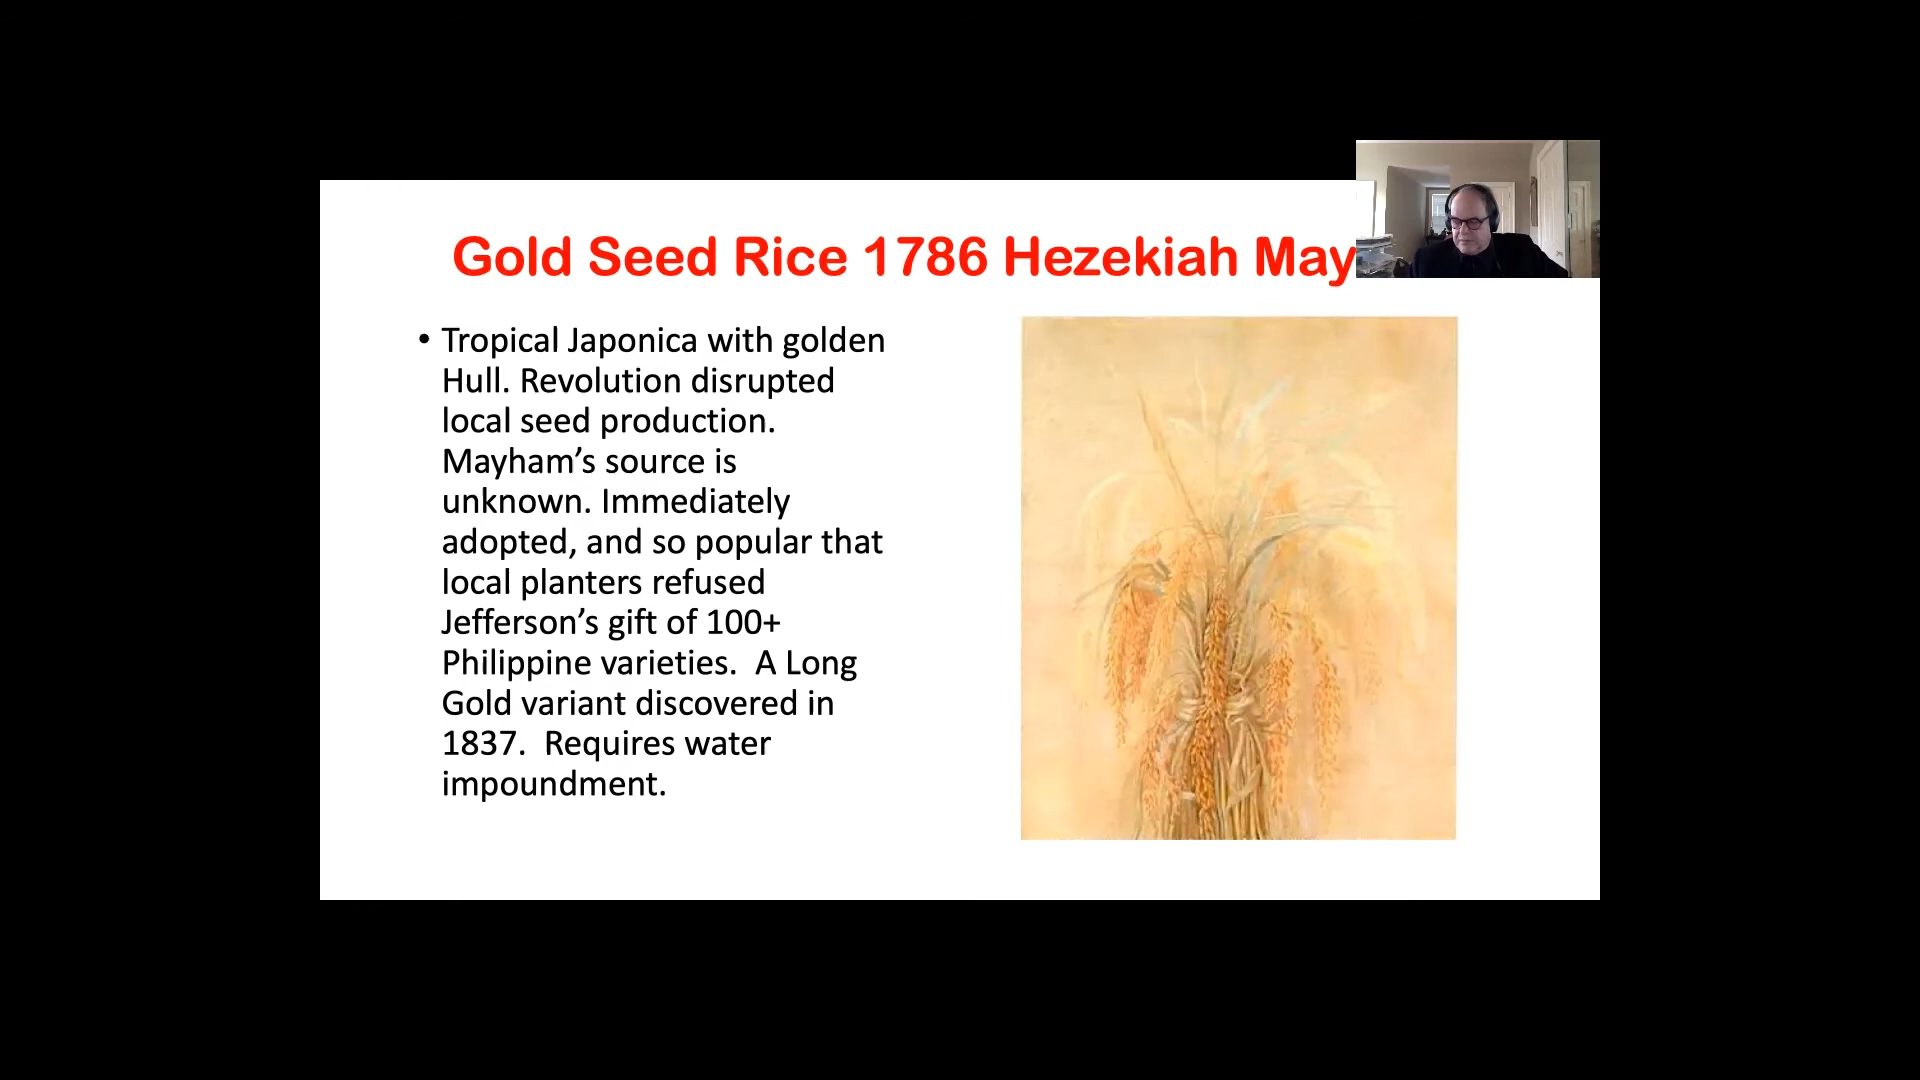 Gold Seed Rice 1786 Hezekiah May
• Tropical Japonica with golden
Hull. Revolution disrupted
local seed production.
Mayham’s source is
unknown. Immediately
adopted, and so popular that
local planters refused
Jefferson’s gift of 100+
Philippine varieties.  A Long
Gold variant discovered in
1837.  Requires water
impoundment.